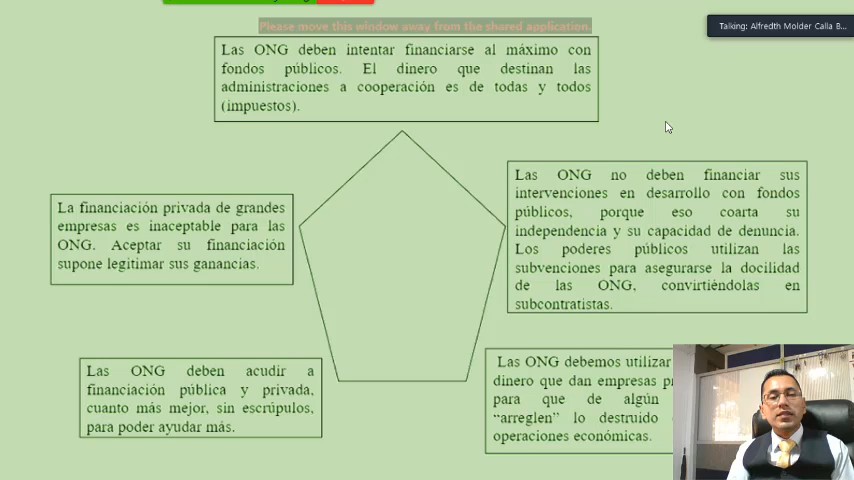 Please move this window away from the shared application.
Talking: Alfredth Molder Calla B...
Las ONG deben intentar financiarse al máximo con
fondos públicos. El dinero que destinan las
administraciones a cooperación es de todas y todos
(impuestos).
Las ONG no deben financiar sus
intervenciones en desarrollo con fondos
públicos, porque eso coarta su
independencia y su capacidad de denuncia.
Los poderes públicos utilizan las
subvenciones para asegurarse la docilidad
de las ONG, convirtiéndolas en
subcontratistas.
La financiación privada de grandes
empresas es inaceptable para las
ONG. Aceptar su financiación
supone legitimar sus ganancias.
Las ONG deben acudir a
financiación pública y privada,
cuanto más mejor, sin escrúpulos,
para poder ayudar más.
Las ONG debemos utilizar
dinero que dan empresas
para que de algún
“arreglen” lo destruido
operaciones económicas.